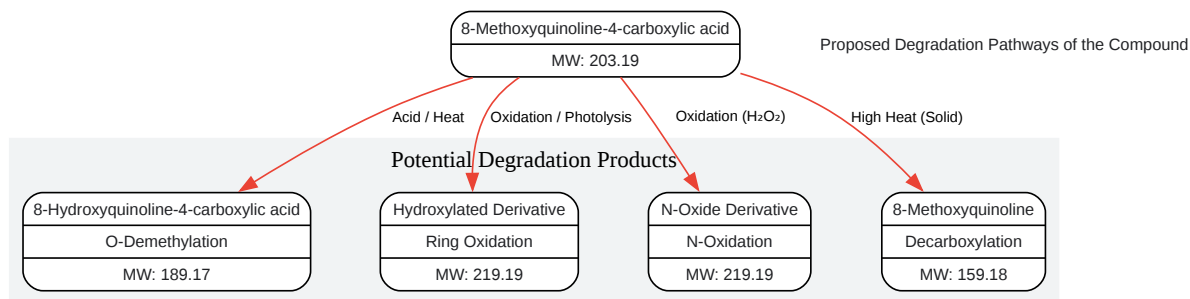 8-Methoxyquinoline-4-carboxylic acid
MW: 203.19
Proposed Degradation Pathways of the Compound
Acid / Heat
Oxidation / Photolysis
Oxidation (H₂O₂)
High Heat (Solid)
Potential Degradation Products
8-Hydroxyquinoline-4-carboxylic acid
O-Demethylation
MW: 189.17
Hydroxylated Derivative
Ring Oxidation
MW: 219.19
N-Oxide Derivative
N-Oxidation
MW: 219.19
8-Methoxyquinoline
Decarboxylation
MW: 159.18